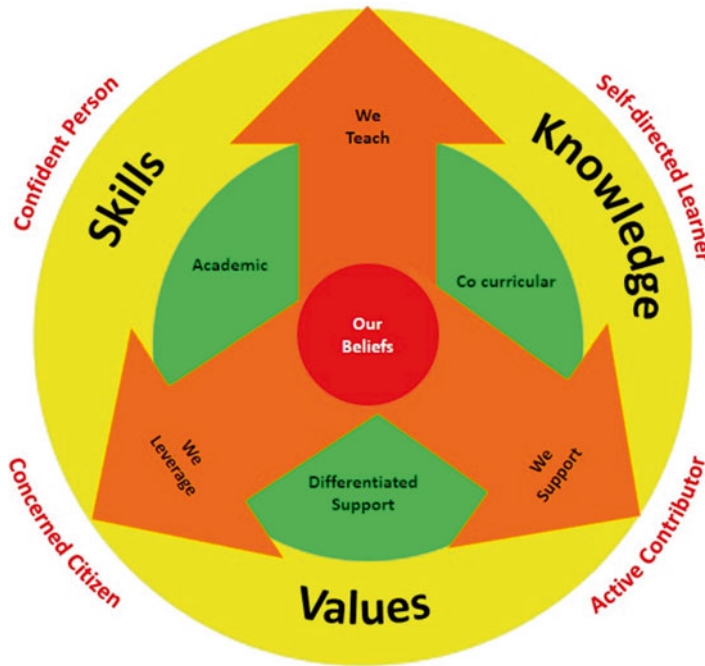 We
Teach
Confident Person
Self-directed Learner
Skills
Knowledge
Academic
Co curricular
Our
Beliefs
We
Leverage
We
Support
Differentiated
Support
Concerned Citizen
Active Contributor
Values